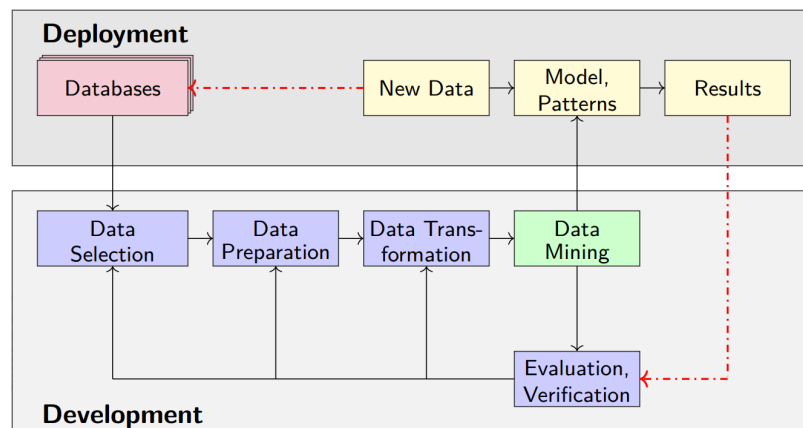 Deployment
Databases
New Data
Model,
Patterns
Results
Data
Selection
Data
Preparation
Data Trans-
formation
Data
Mining
Evaluation,
Verification
Development